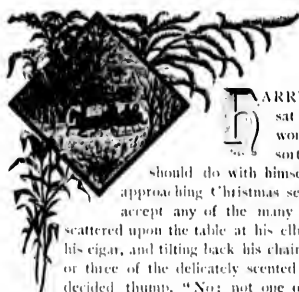 HARRY
sat
wor
sort
should do with himse
approaching Christmas se
accept any of the many
scattered upon the table at his elb
his cigar, and tilting back his chair
or three of the delicately scented
decided thump. "No; not one o